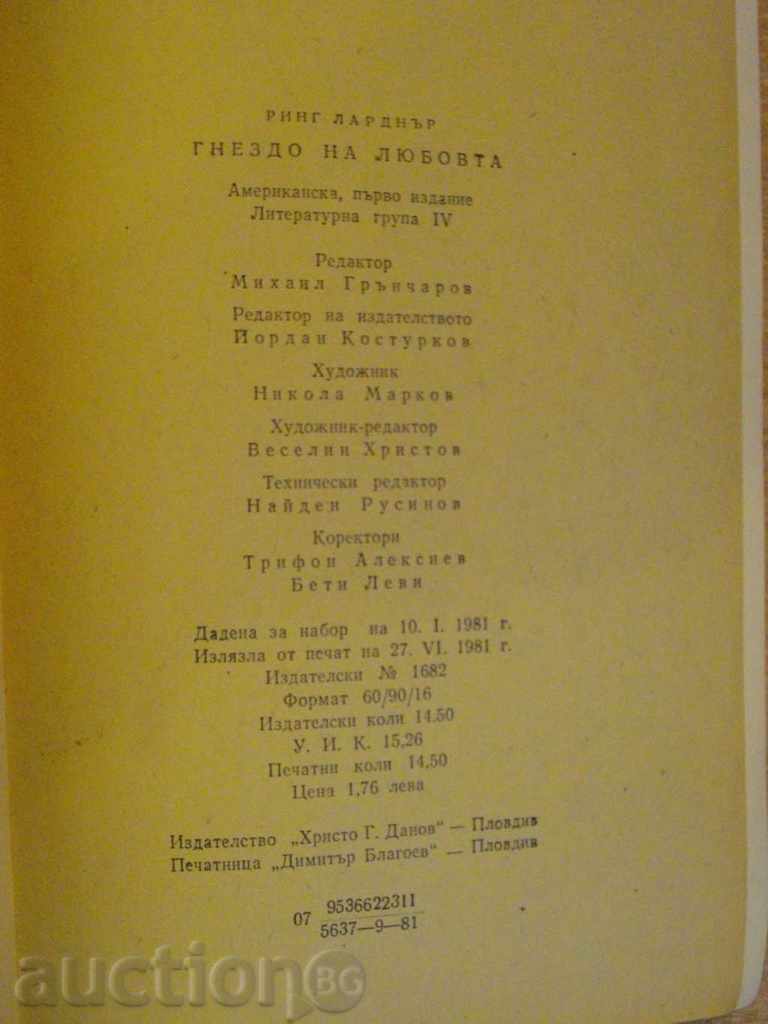 РИНГ ЛАРДНЪР
ГНЕЗДО НА ЛЮБОВТА
Американска, първо издание
Литературна група IV
Редактор
Михаил Грънчаров
Редактор на издателството
Йордан Костурков
Художник
Никола Марков
Художник-редактор
Веселин Христов
Технически редактор
Найден Русинов
Коректори
Трифон Алексиев
Бети Леви
Дадена за набор на 10. I. 1981 г.
Излязла от печат на 27. VI. 1981 г.
Издателски № 1682
Формат 60/90/16
Издателски коли 14,50
У. И. К. 15,26
Печатни коли 14,50
Цена 1,76 лева
Издателство „Христо Г. Данов“ — Пловдив
Печатница „Димитър Благоев“ — Пловдив
07 9536622311
5637—9—81
auctionBG